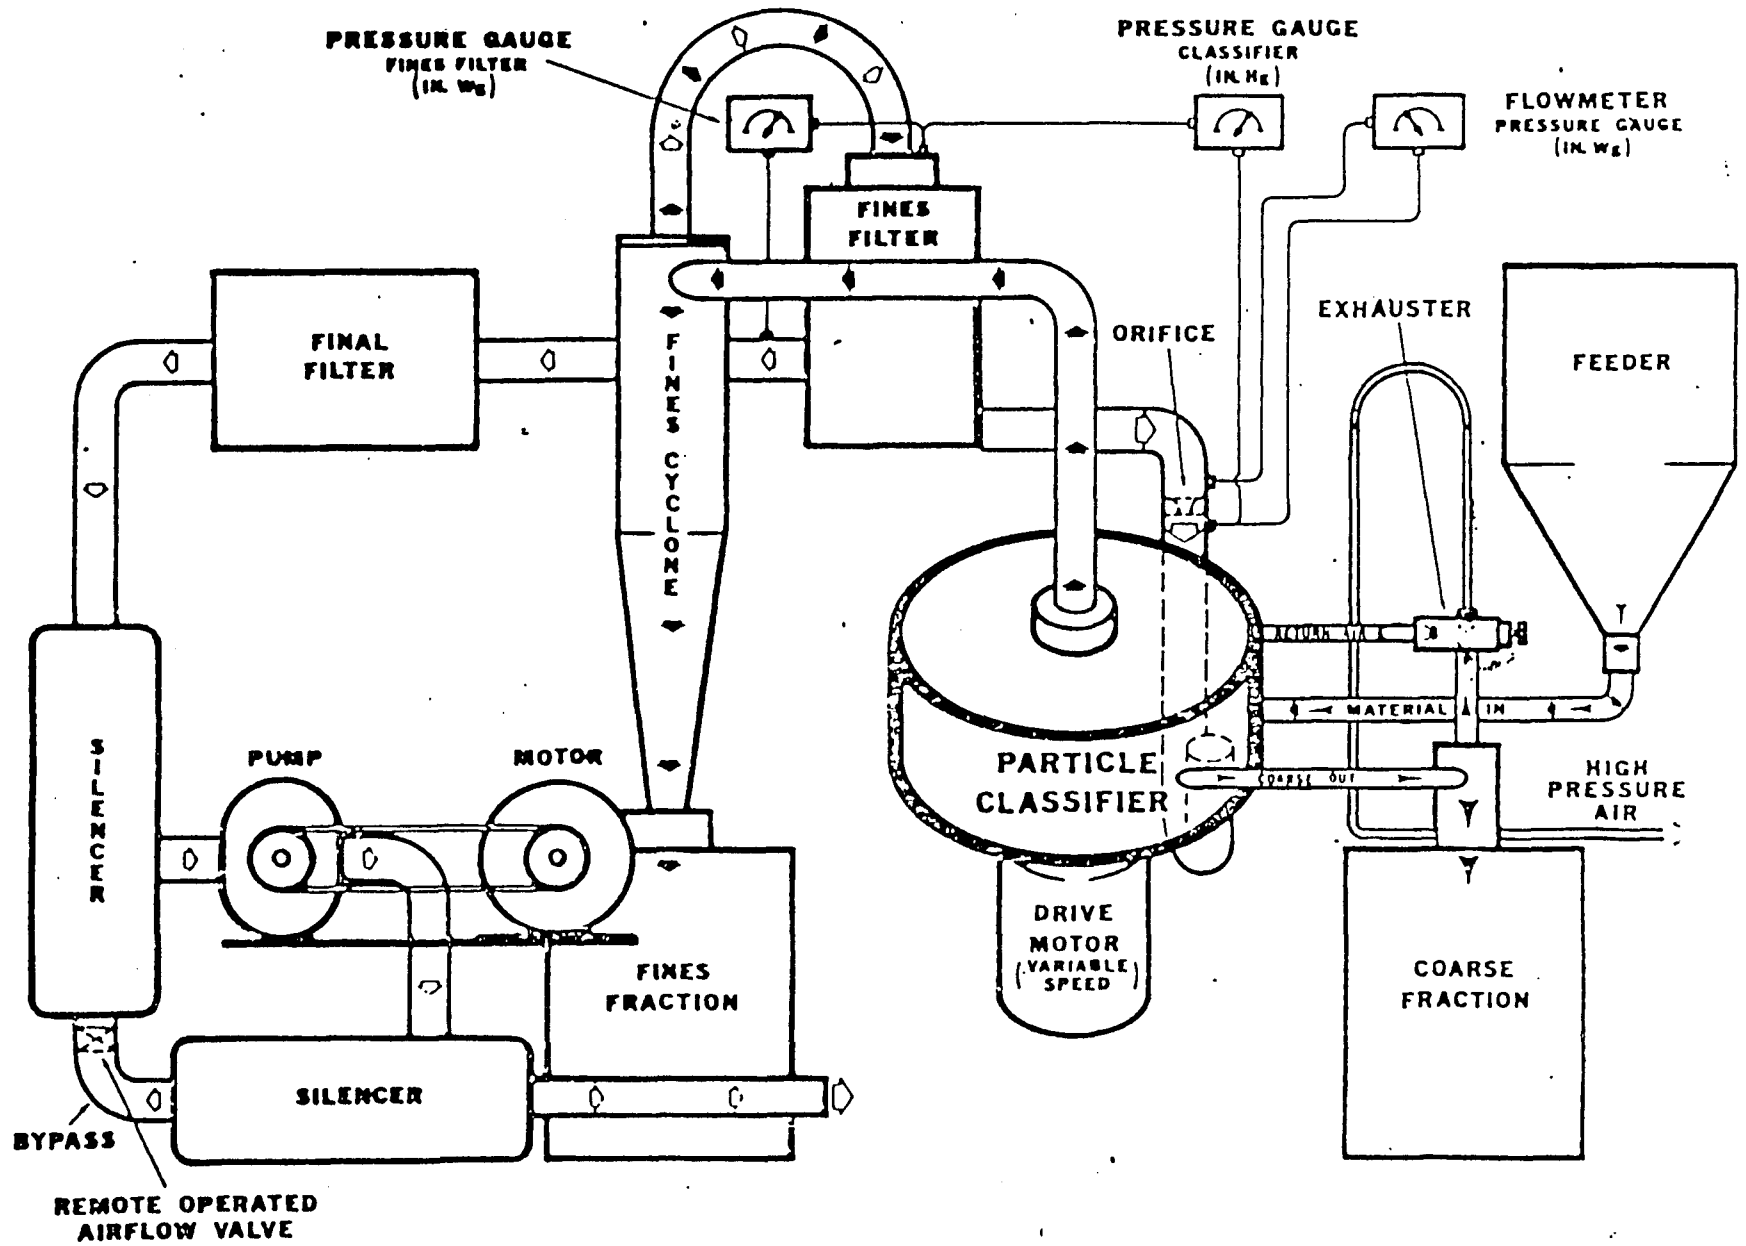 PRESSURE GAUGE
FINES FILTER
(IN. Wg)
PRESSURE GAUGE
CLASSIFIER
(IN. Hg)
FLOWMETER
PRESSURE GAUGE
(IN. Wg)
FINES
FILTER
FINAL
FILTER
FINES CYCLONE
ORIFICE
EXHAUSTER
FEEDER
RETURN AIR
MATERIAL IN
COARSE OUT
PARTICLE
CLASSIFIER
HIGH
PRESSURE
AIR
SILENCER
PUMP
MOTOR
DRIVE
MOTOR
(VARIABLE
SPEED)
FINES
FRACTION
COARSE
FRACTION
SILENCER
BYPASS
REMOTE OPERATED
AIRFLOW VALVE